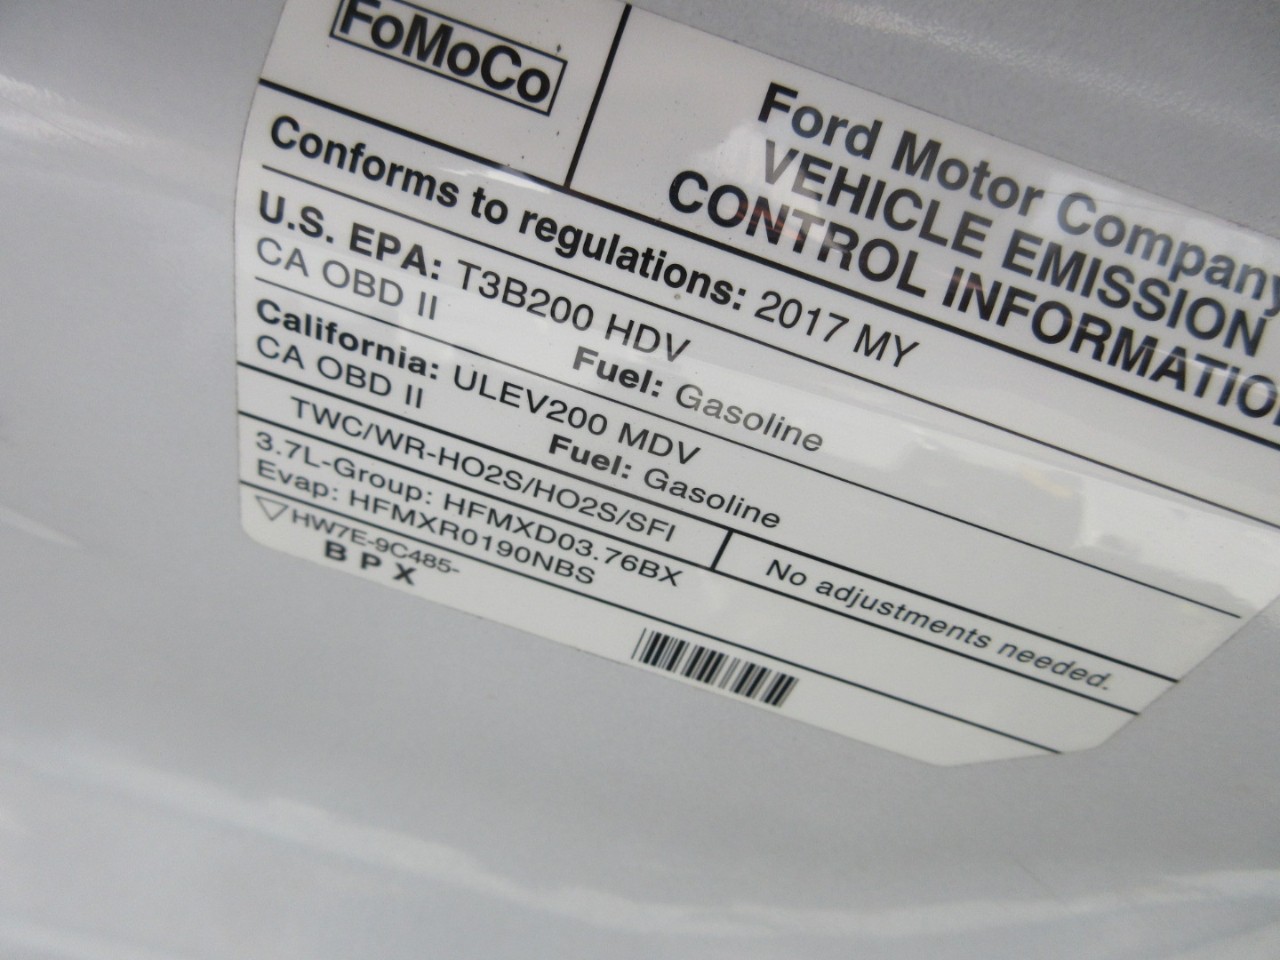 FoMoCo
Ford Motor Company
VEHICLE EMISSION
CONTROL INFORMATIO
Conforms to regulations: 2017 MY
U.S. EPA: T3B200 HDV
CA OBD II Fuel: Gasoline
California: ULEV200 MDV
CA OBD II Fuel: Gasoline
TWC/WR-HO2S/HO2S/SFI
No adjustments needed.
3.7L-Group: HFMXD03.76BX
Evap: HFMXR0190NBS
HW7E-9C485-
BPX